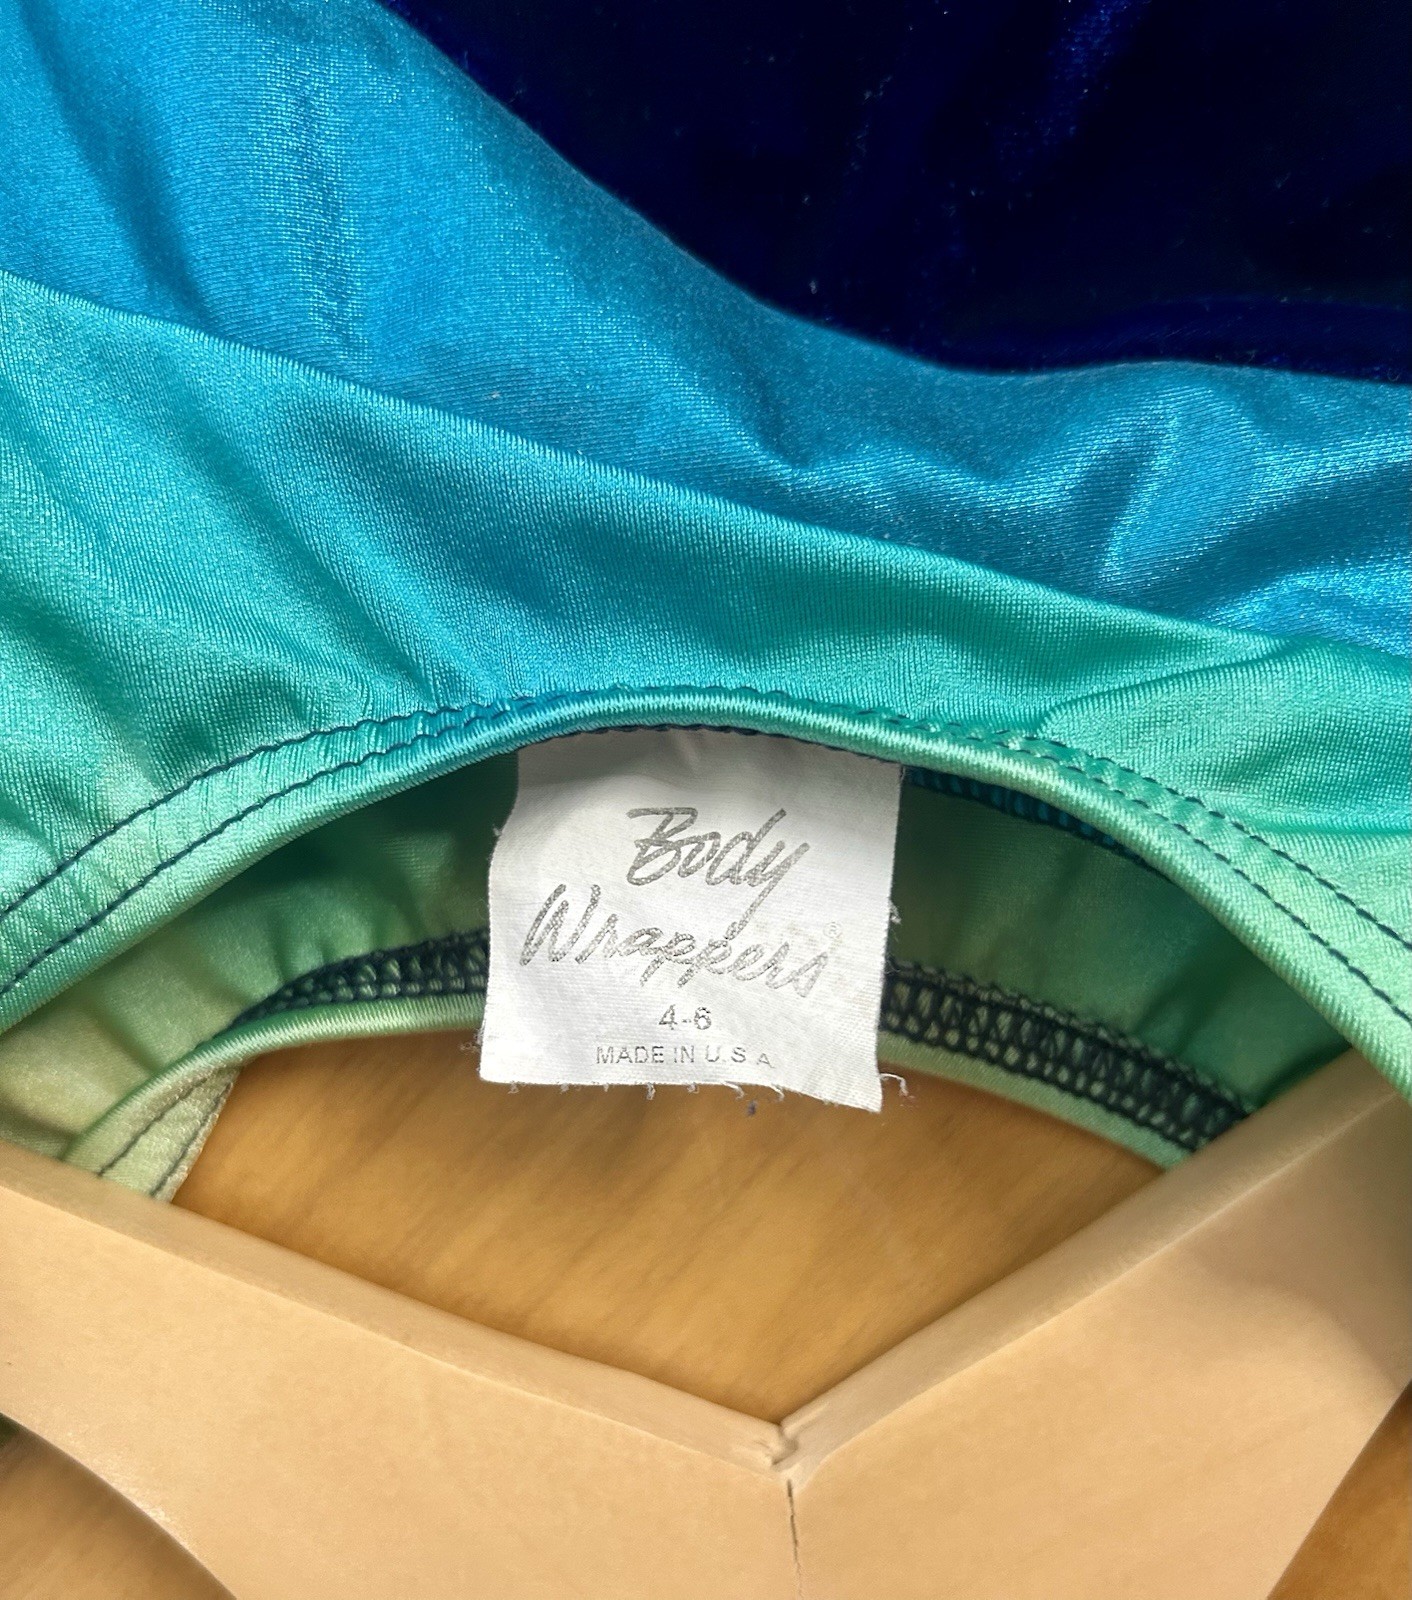 Body
Wrappers®
4-6
MADE IN U.S A